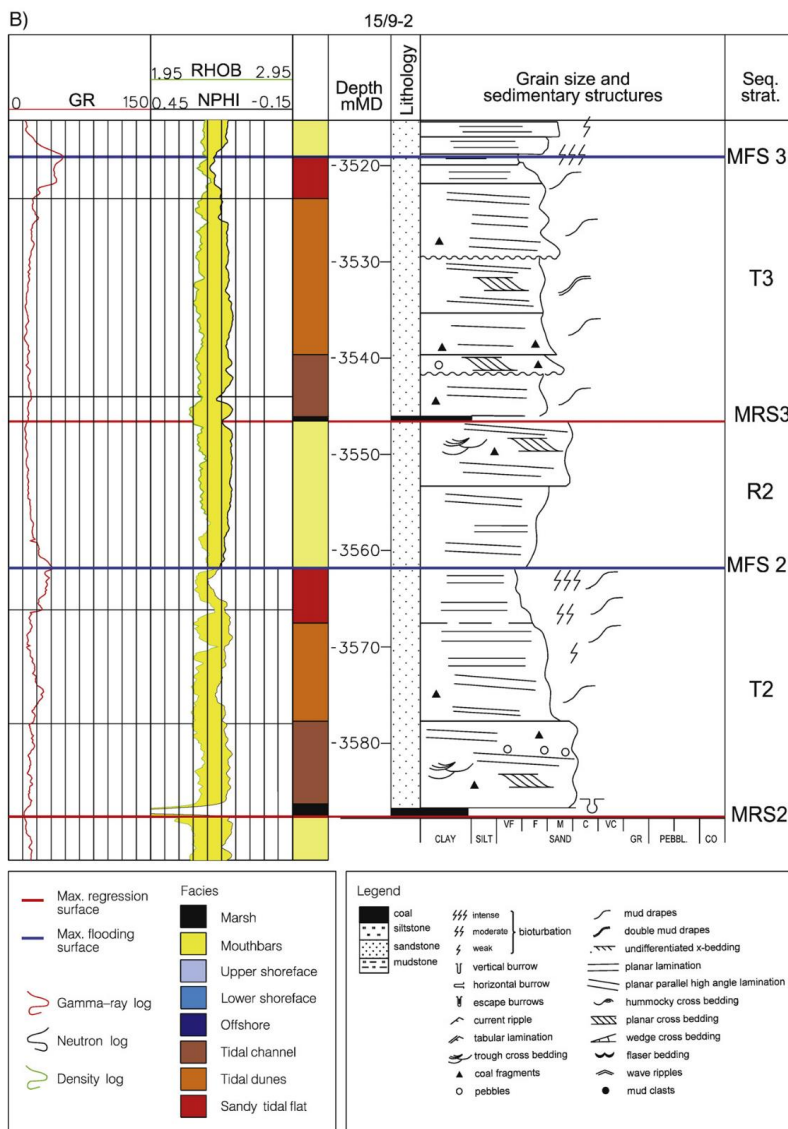 B)
15/9-2
1.95 RHOB 2.95
0 GR 150
0.45 NPHI -0.15
Depth
mMD
Lithology
Grain size and
sedimentary structures
Seq.
strat.
MFS 3
-3520
-3530
T3
-3540
MRS3
-3550
R2
-3560
MFS 2
-3570
T2
-3580
MRS2
VF F M C VC
CLAY SILT SAND GR PEBBL. CO
Max. regression
surface
Max. flooding
surface
Gamma-ray log
Neutron log
Density log
Facies
Marsh
Mouthbars
Upper shoreface
Lower shoreface
Offshore
Tidal channel
Tidal dunes
Sandy tidal flat
Legend
coal
siltstone
sandstone
mudstone
intense
moderate
weak
bioturbation
vertical burrow
horizontal burrow
escape burrows
current ripple
tabular lamination
trough cross bedding
coal fragments
pebbles
mud drapes
double mud drapes
undifferentiated x-bedding
planar lamination
planar parallel high angle lamination
hummocky cross bedding
planar cross bedding
wedge cross bedding
flaser bedding
wave ripples
mud clasts